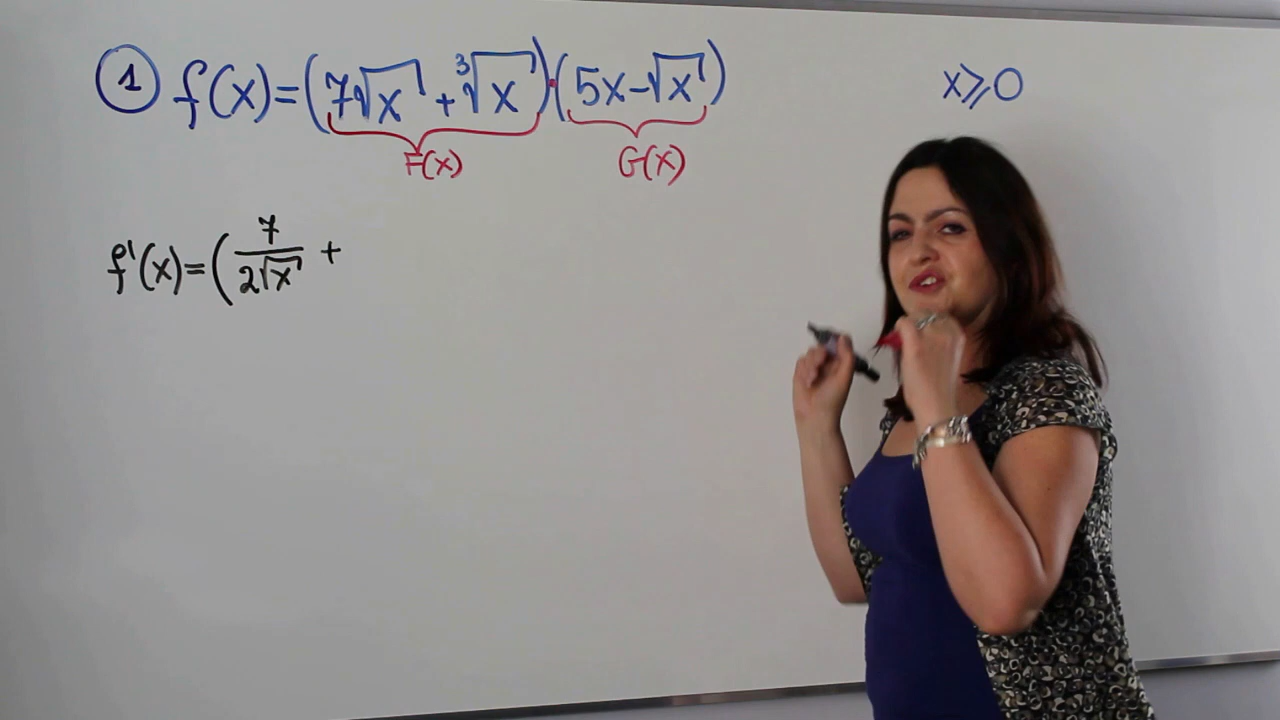 ① f(x)=(7√x + ∛x)·(5x-√x) x⩾0
F(x) G(x)
f'(x)=(7/2√x +